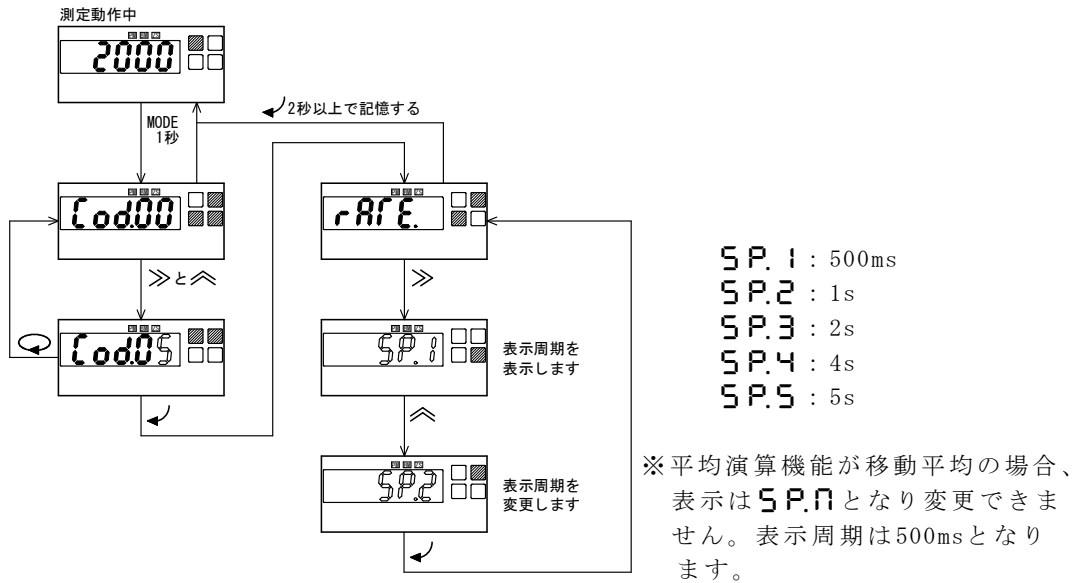 測定動作中
2000
MODE
1秒
2秒以上で記憶する
Cod.00
rATE.
≫と︽
≫
Cod.05
SP.1
表示周期を
表示します
︽
SP.2
表示周期を
変更します
SP.1 : 500ms
SP.2 : 1s
SP.3 : 2s
SP.4 : 4s
SP.5 : 5s
※平均演算機能が移動平均の場合、
表示はSP.Пとなり変更できま
せん。表示周期は500msとなり
ます。